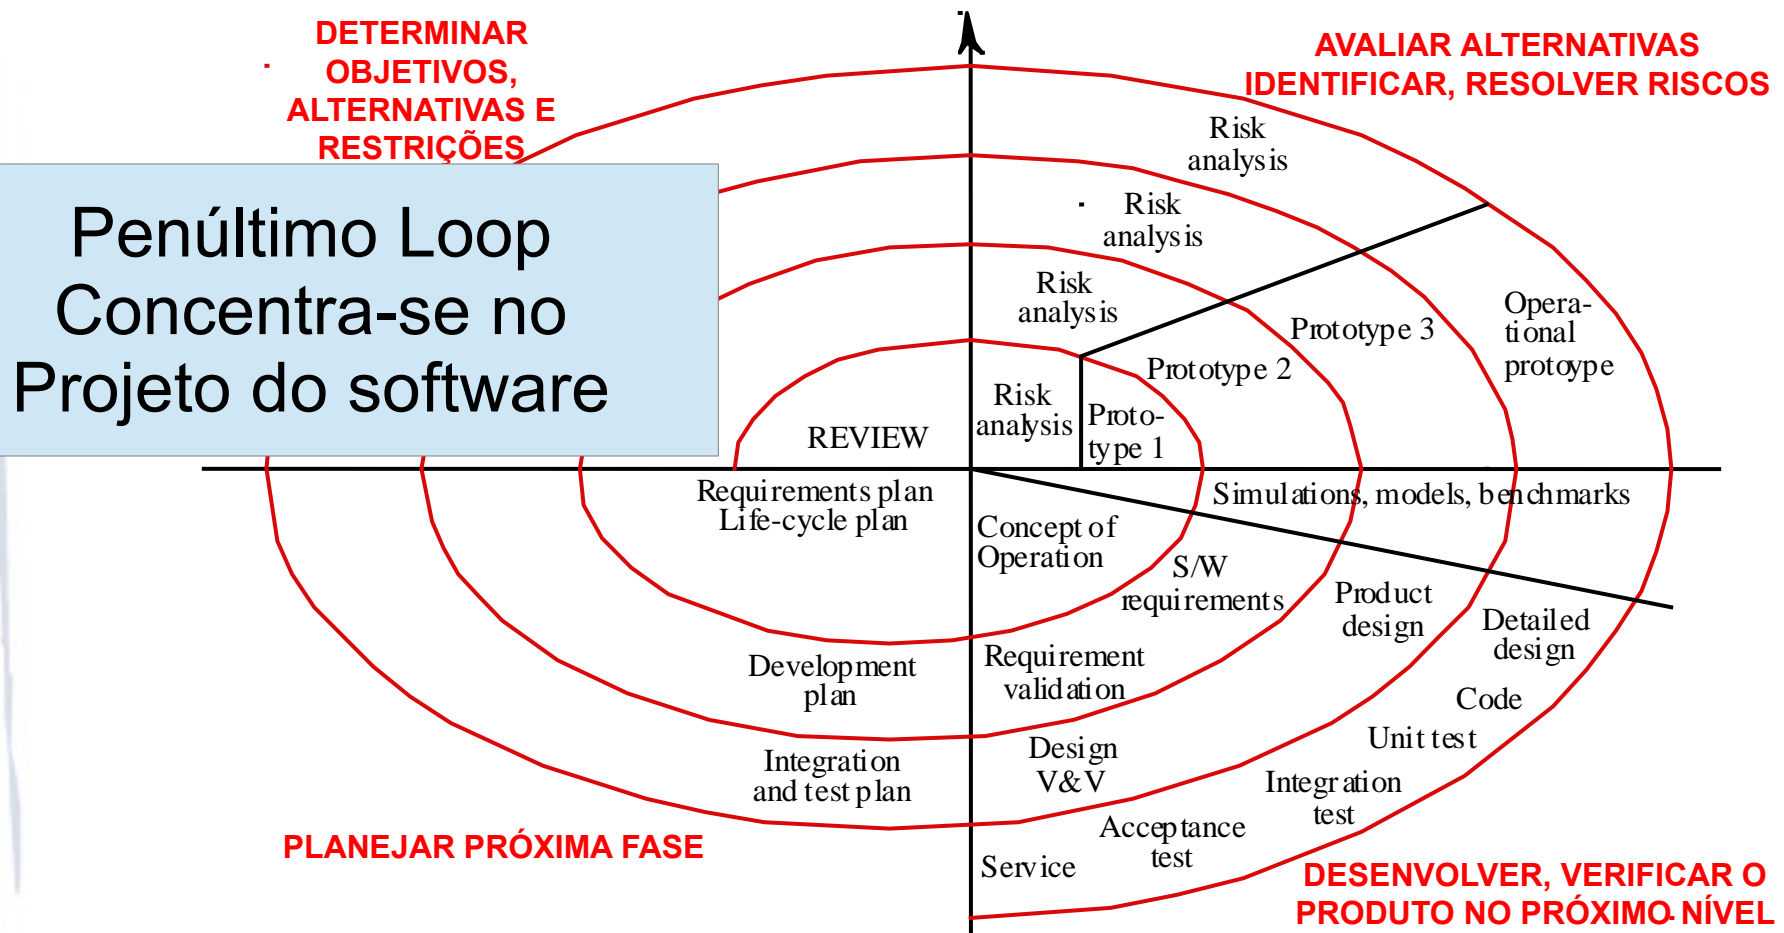 DETERMINAR
OBJETIVOS,
ALTERNATIVAS E
RESTRIÇÕES
AVALIAR ALTERNATIVAS
IDENTIFICAR, RESOLVER RISCOS
Penúltimo Loop
Concentra-se no
Projeto do software
Risk
analysis
Risk
analysis
Risk
analysis
Risk
analysis
Proto-
type 1
Prototype 2
Prototype 3
Opera-
tional
protoype
REVIEW
Requirements plan
Life-cycle plan
Development
plan
Integration
and test plan
Simulations, models, benchmarks
Concept of
Operation
S/W
requirements
Requirement
validation
Product
design
Design
V&V
Detailed
design
Code
Unit test
Integration
test
Acceptance
test
Service
PLANEJAR PRÓXIMA FASE
DESENVOLVER, VERIFICAR O
PRODUTO NO PRÓXIMO NÍVEL